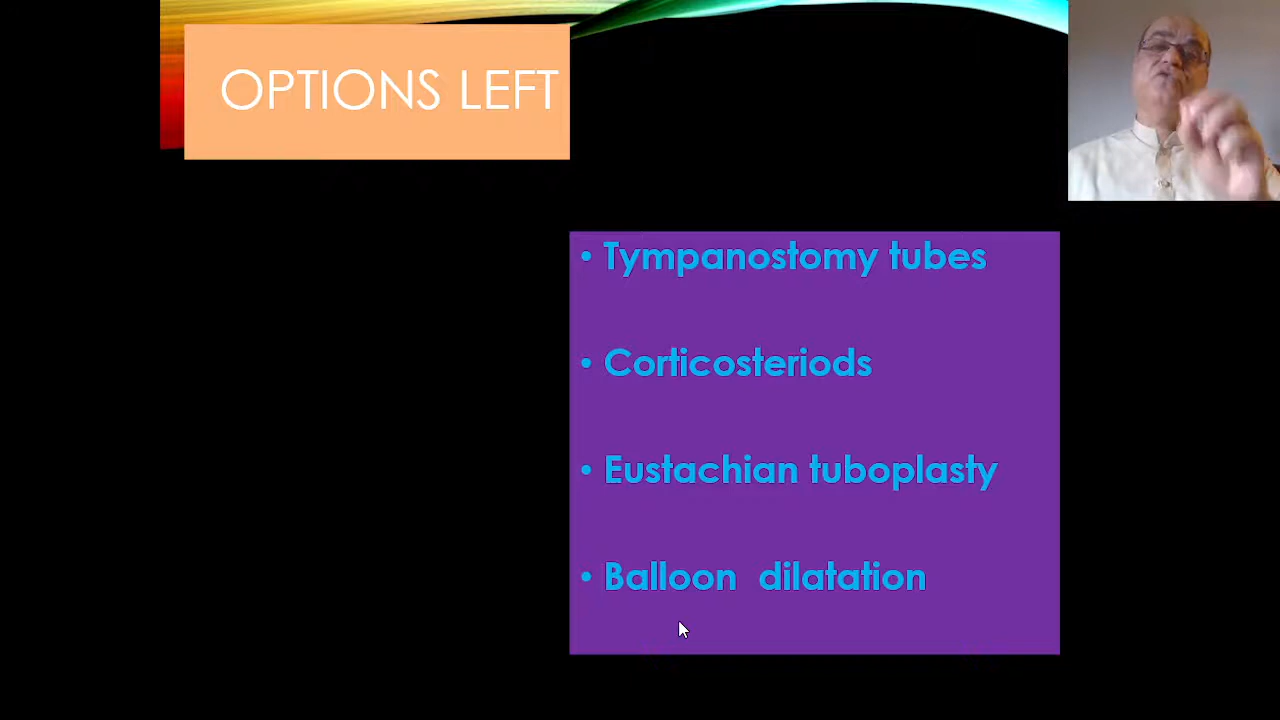 OPTIONS LEFT
• Tympanostomy tubes
• Corticosteriods
• Eustachian tuboplasty
• Balloon dilatation